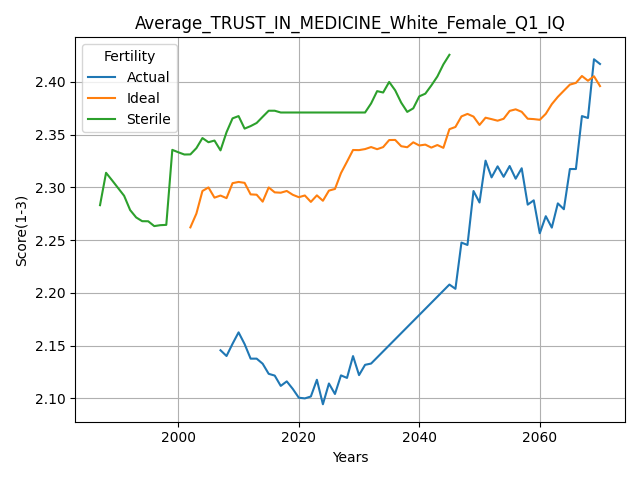 Average_TRUST_IN_MEDICINE_White_Female_Q1_IQ
Fertility
Actual
Ideal
Sterile
Score(1-3)
2.40
2.35
2.30
2.25
2.20
2.15
2.10
2000 2020 2040 2060
Years